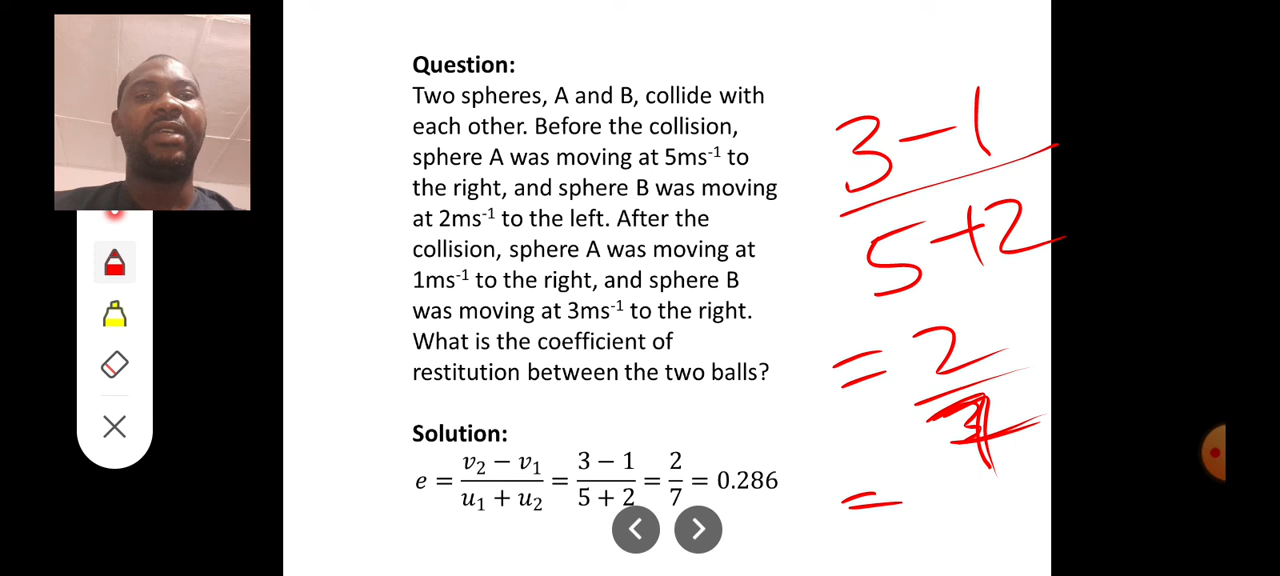 Question:
Two spheres, A and B, collide with
each other. Before the collision,
sphere A was moving at 5ms⁻¹ to
the right, and sphere B was moving
at 2ms⁻¹ to the left. After the
collision, sphere A was moving at
1ms⁻¹ to the right, and sphere B
was moving at 3ms⁻¹ to the right.
What is the coefficient of
restitution between the two balls?
Solution:
e = (v₂ − v₁)/(u₁ + u₂) = (3 − 1)/(5 + 2) = 2/7 = 0.286
3 − 1
5 + 2
= 2
7
=